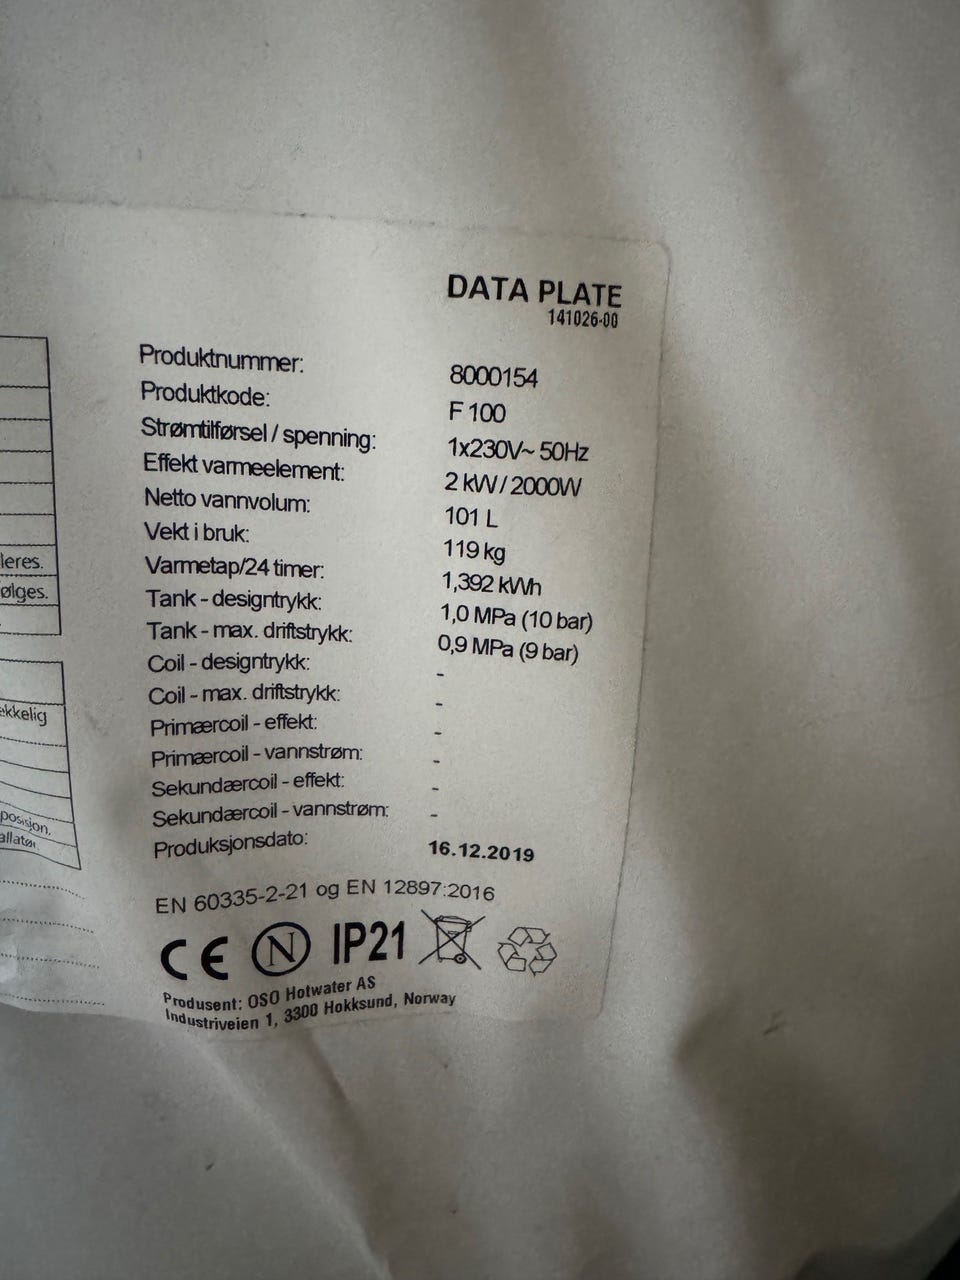 DATA PLATE
141026-00
Produktnummer: 8000154
Produktkode: F 100
Strømtilførsel / spenning: 1x230V~ 50Hz
Effekt varmeelement: 2 kW / 2000W
Netto vannvolum: 101 L
Vekt i bruk: 119 kg
Varmetap/24 timer: 1,392 kWh
Tank - designtrykk: 1,0 MPa (10 bar)
Tank - max. driftstrykk: 0,9 MPa (9 bar)
Coil - designtrykk: -
Coil - max. driftstrykk: -
Primærcoil - effekt: -
Primærcoil - vannstrøm: -
Sekundærcoil - effekt: -
Sekundærcoil - vannstrøm: -
Produksjonsdato: 16.12.2019
EN 60335-2-21 og EN 12897:2016
CE N IP21
Produsent: OSO Hotwater AS
Industriveien 1, 3300 Hokksund, Norway
leres.
ølges.
ekkelig
posisjon.
allatør.